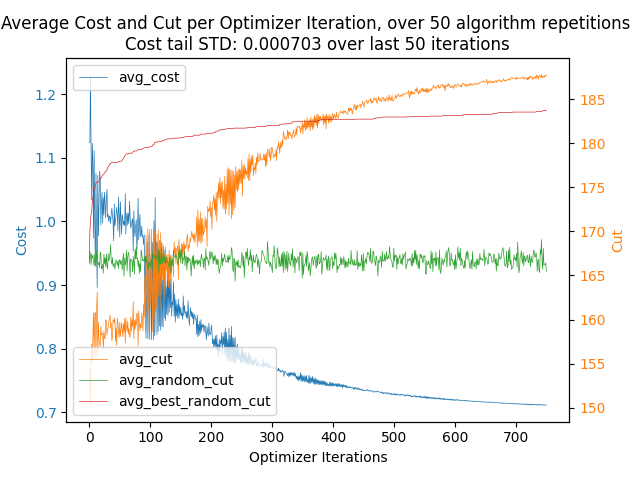 Average Cost and Cut per Optimizer Iteration, over 50 algorithm repetitions
Cost tail STD: 0.000703 over last 50 iterations
avg_cost
1.2
1.1
1.0
0.9
0.8
0.7
Cost
185
180
175
170
165
160
155
150
Cut
avg_cut
avg_random_cut
avg_best_random_cut
0 100 200 300 400 500 600 700
Optimizer Iterations